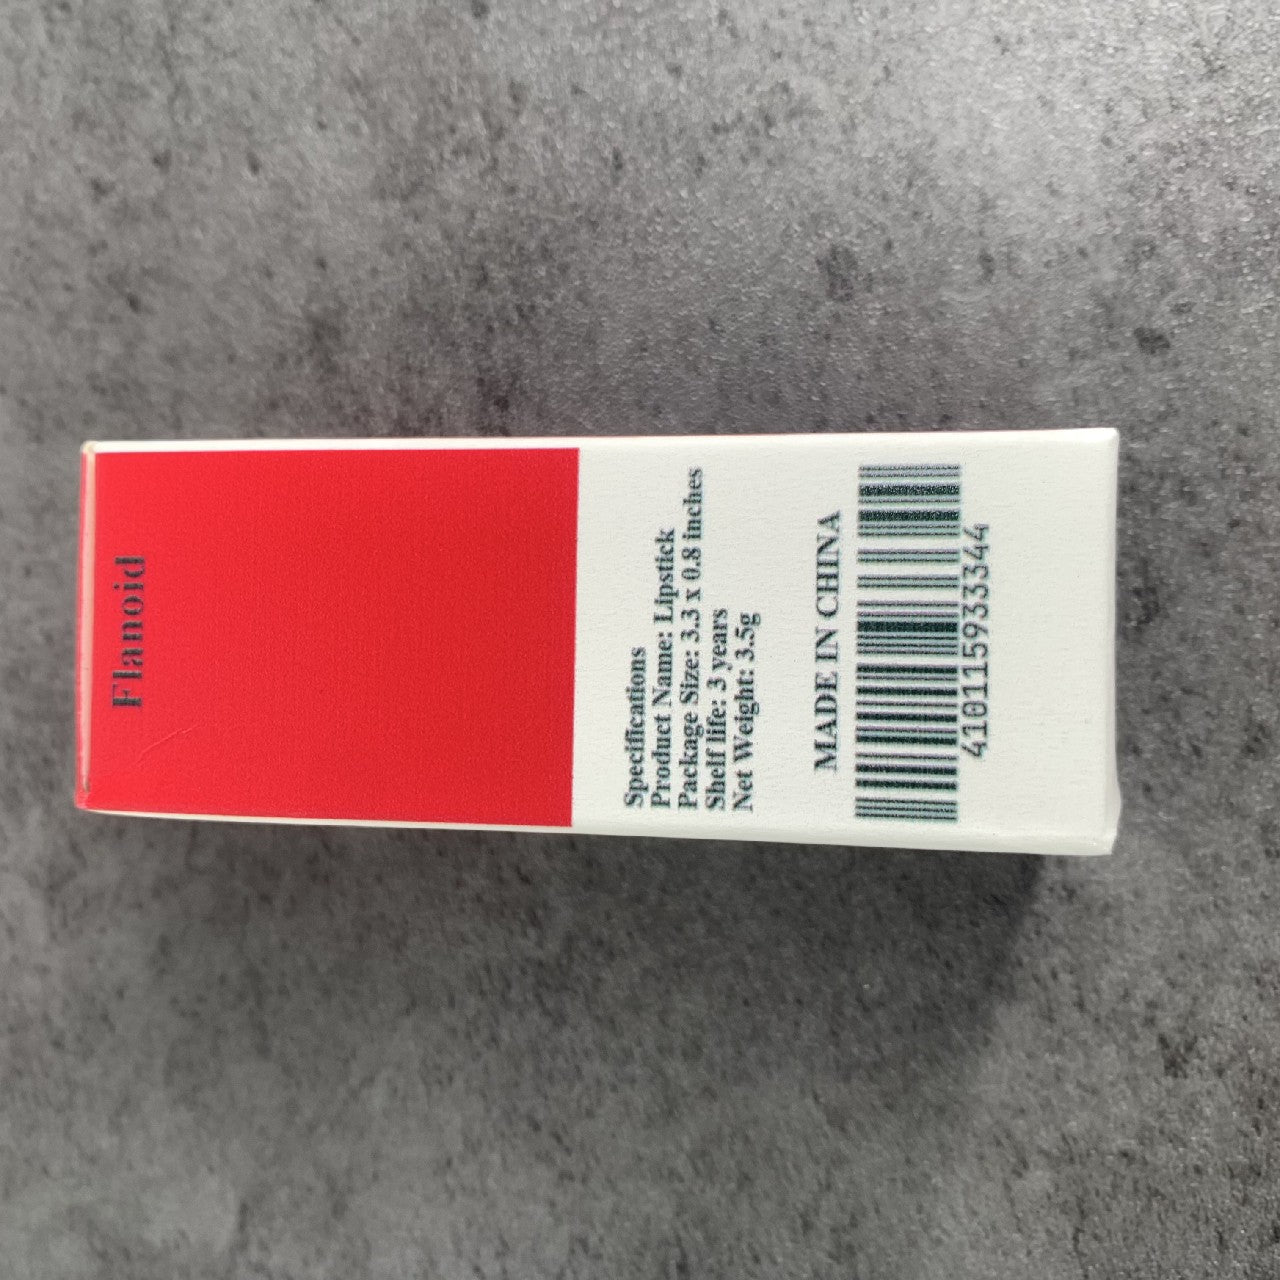 Flanoid
Specifications
Product Name: Lipstick
Package Size: 3.3 x 0.8 inches
Shelf life: 3 years
Net Weight: 3.5g
MADE IN CHINA
410115933344